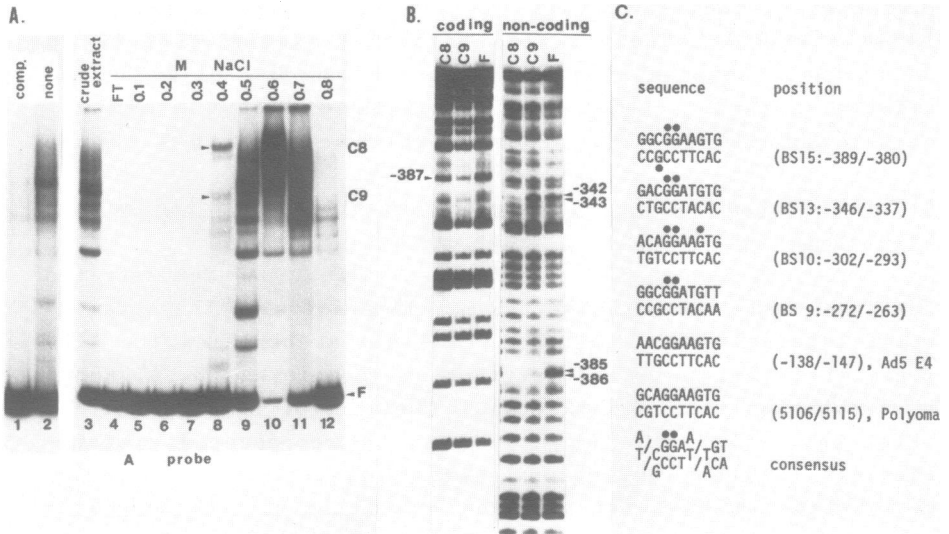 A.
comp.
none
crude extract
M NaCl
FT
0.1
0.2
0.3
0.4
0.5
0.6
0.7
0.8
C8
C9
F
1 2 3 4 5 6 7 8 9 10 11 12
A probe
B.
coding non-coding
C8 C9 F C8 C9 F
-387
-342
-343
-385
-386
C.
sequence position
GGCGGAAGTG
CCGCCTTCAC (BS15:-389/-380)
GACGGATGTG
CTGCCTACAC (BS13:-346/-337)
ACAGGAAGTG
TGTCCTTCAC (BS10:-302/-293)
GGCGGATGTT
CCGCCTACAA (BS 9:-272/-263)
AACGGAAGTG
TTGCCTTCAC (-138/-147), Ad5 E4
GCAGGAAGTG
CGTCCTTCAC (5106/5115), Polyoma
A GGA A
T/C / /TGT
/GCCT T/ACA
consensus